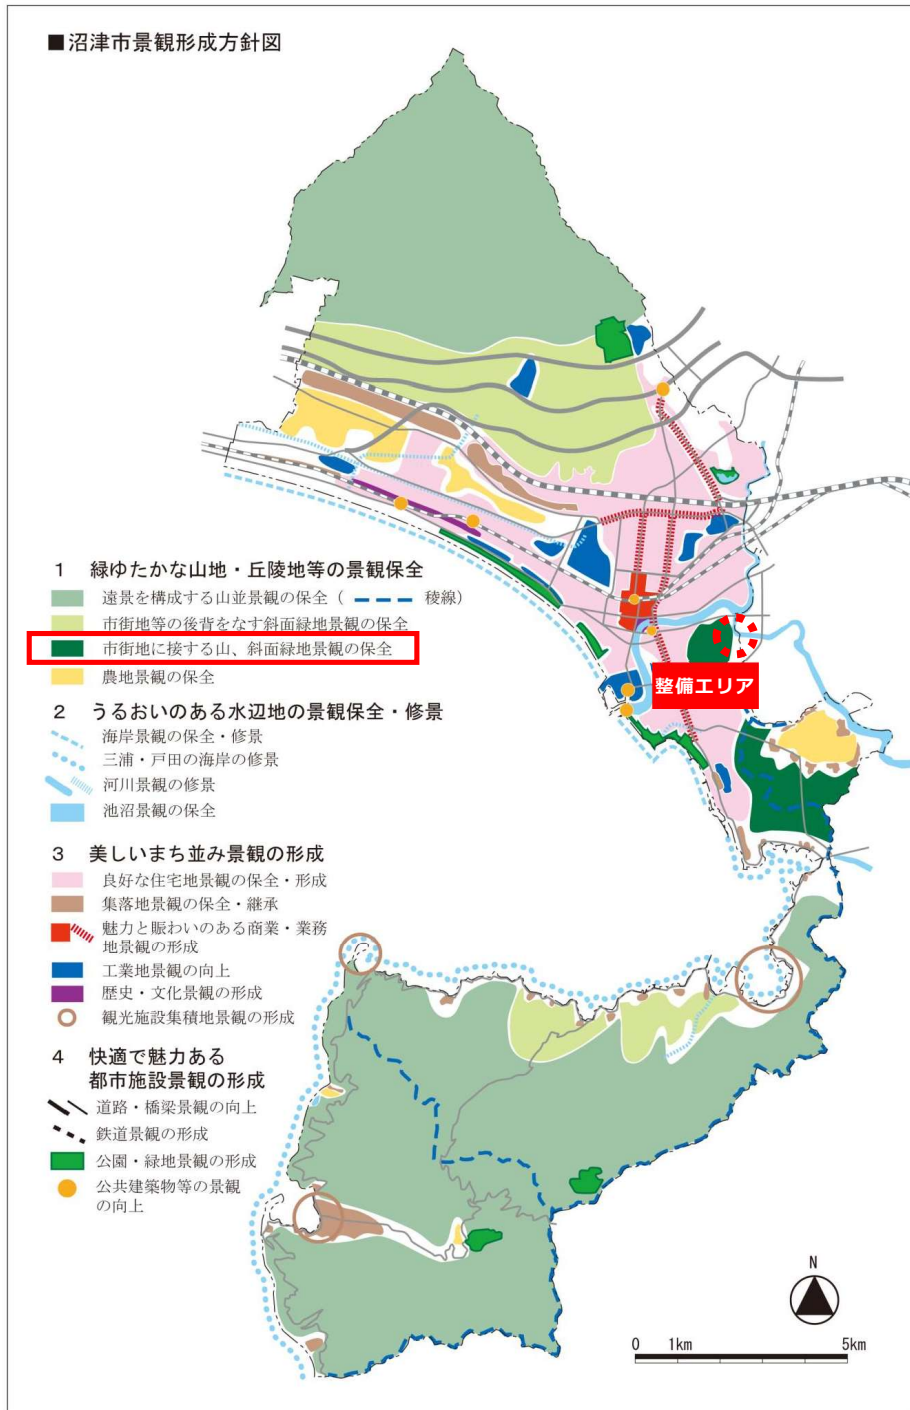 ■沼津市景観形成方針図
1 緑ゆたかな山地・丘陵地等の景観保全
遠景を構成する山並景観の保全（ 稜線）
市街地等の後背をなす斜面緑地景観の保全
市街地に接する山、斜面緑地景観の保全
農地景観の保全
2 うるおいのある水辺地の景観保全・修景
海岸景観の保全・修景
三浦・戸田の海岸の修景
河川景観の修景
池沼景観の保全
3 美しいまち並み景観の形成
良好な住宅地景観の保全・形成
集落地景観の保全・継承
魅力と賑わいのある商業・業務
地景観の形成
工業地景観の向上
歴史・文化景観の形成
観光施設集積地景観の形成
4 快適で魅力ある
都市施設景観の形成
道路・橋梁景観の向上
鉄道景観の形成
公園・緑地景観の形成
公共建築物等の景観
の向上
整備エリア
N
0 1km 5km